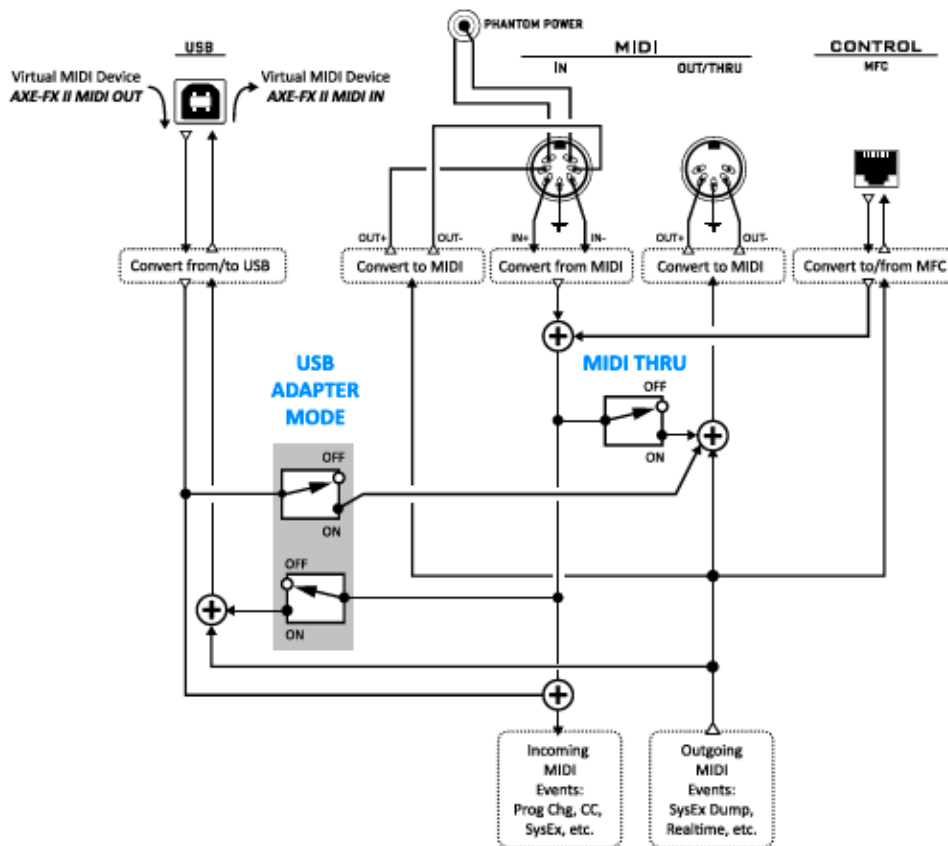 PHANTOM POWER
USB
MIDI
CONTROL
IN
OUT/THRU
MFC
Virtual MIDI Device
AXE-FX II MIDI OUT
Virtual MIDI Device
AXE-FX II MIDI IN
OUT+
OUT-
IN+
IN-
OUT+
OUT-
Convert from/to USB
Convert to MIDI
Convert from MIDI
Convert to MIDI
Convert to/from MFC
USB
ADAPTER
MODE
MIDI THRU
OFF
ON
OFF
ON
OFF
ON
Incoming
MIDI
Events:
Prog Chg, CC,
SysEx, etc.
Outgoing
MIDI
Events:
SysEx Dump,
Realtime, etc.